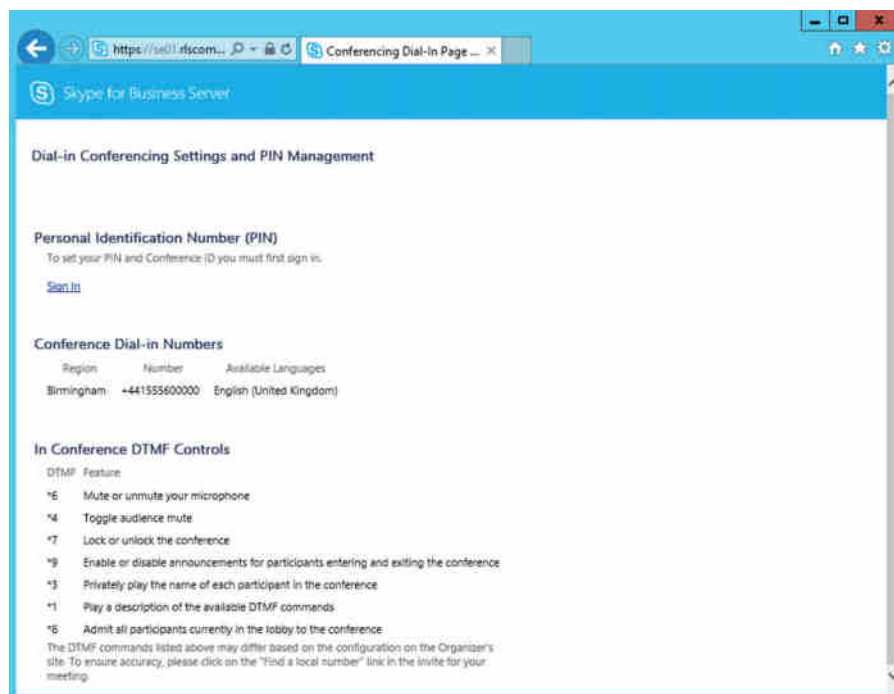 https://se01.rlscom...
Conferencing Dial-In Page ...
Skype for Business Server
Dial-in Conferencing Settings and PIN Management
Personal Identification Number (PIN)
To set your PIN and Conference ID you must first sign in.
Sign In
Conference Dial-in Numbers
Region Number Available Languages
Birmingham +441555600000 English (United Kingdom)
In Conference DTMF Controls
DTMF Feature
*6 Mute or unmute your microphone
*4 Toggle audience mute
*7 Lock or unlock the conference
*9 Enable or disable announcements for participants entering and exiting the conference
*3 Privately play the name of each participant in the conference
*1 Play a description of the available DTMF commands
*8 Admit all participants currently in the lobby to the conference
The DTMF commands listed above may differ based on the configuration on the Organizer's
site. To ensure accuracy, please click on the "Find a local number" link in the invite for your
meeting.